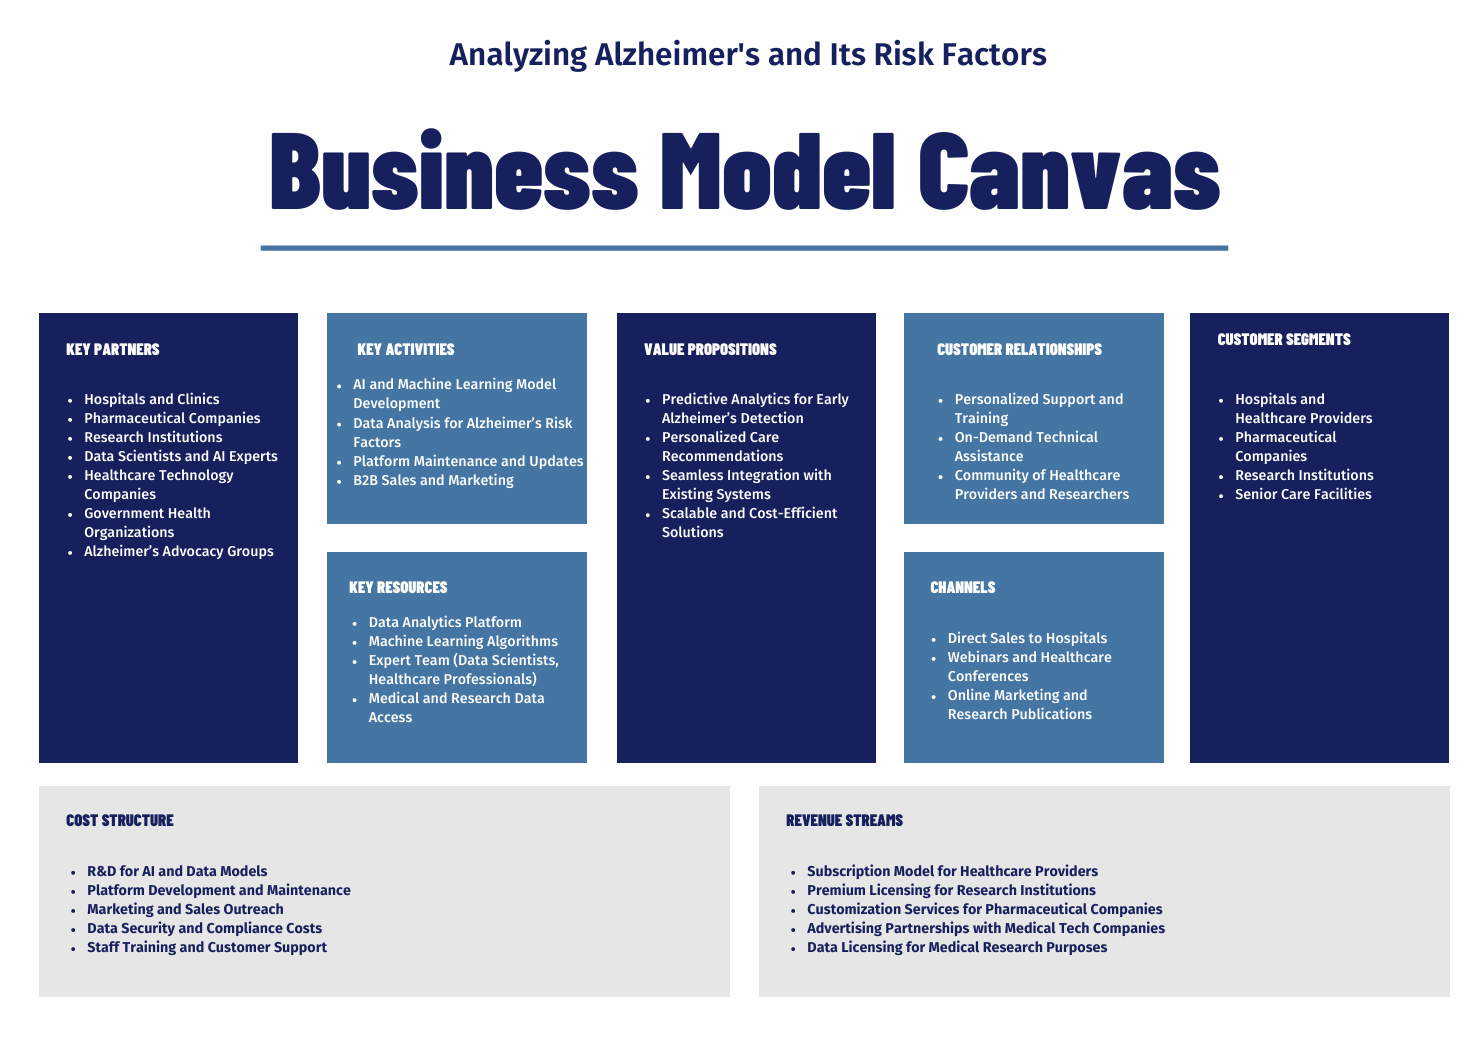 Analyzing Alzheimer's and Its Risk Factors
Business Model Canvas
KEY PARTNERS
• Hospitals and Clinics
• Pharmaceutical Companies
• Research Institutions
• Data Scientists and AI Experts
• Healthcare Technology
Companies
• Government Health
Organizations
• Alzheimer’s Advocacy Groups
KEY ACTIVITIES
• AI and Machine Learning Model
Development
• Data Analysis for Alzheimer’s Risk
Factors
• Platform Maintenance and Updates
• B2B Sales and Marketing
KEY RESOURCES
• Data Analytics Platform
• Machine Learning Algorithms
• Expert Team (Data Scientists,
Healthcare Professionals)
• Medical and Research Data
Access
VALUE PROPOSITIONS
• Predictive Analytics for Early
Alzheimer’s Detection
• Personalized Care
Recommendations
• Seamless Integration with
Existing Systems
• Scalable and Cost-Efficient
Solutions
CUSTOMER RELATIONSHIPS
• Personalized Support and
Training
• On-Demand Technical
Assistance
• Community of Healthcare
Providers and Researchers
CHANNELS
• Direct Sales to Hospitals
• Webinars and Healthcare
Conferences
• Online Marketing and
Research Publications
CUSTOMER SEGMENTS
• Hospitals and
Healthcare Providers
• Pharmaceutical
Companies
• Research Institutions
• Senior Care Facilities
COST STRUCTURE
• R&D for AI and Data Models
• Platform Development and Maintenance
• Marketing and Sales Outreach
• Data Security and Compliance Costs
• Staff Training and Customer Support
REVENUE STREAMS
• Subscription Model for Healthcare Providers
• Premium Licensing for Research Institutions
• Customization Services for Pharmaceutical Companies
• Advertising Partnerships with Medical Tech Companies
• Data Licensing for Medical Research Purposes